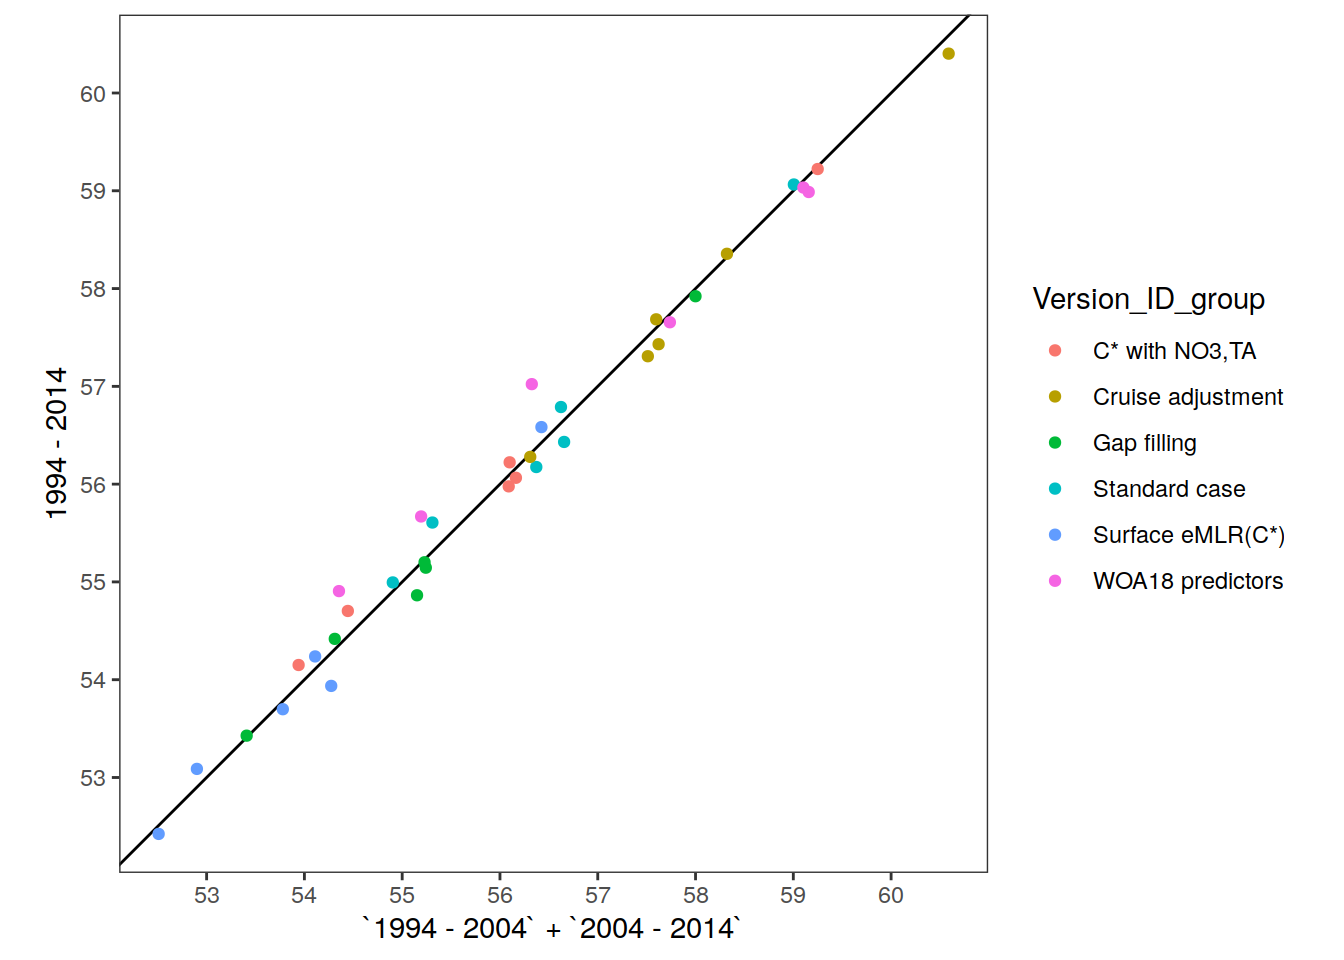 60
59
58
57
56
55
54
53
1994 - 2014
53 54 55 56 57 58 59 60
`1994 - 2004` + `2004 - 2014`
Version_ID_group
C* with NO3,TA
Cruise adjustment
Gap filling
Standard case
Surface eMLR(C*)
WOA18 predictors